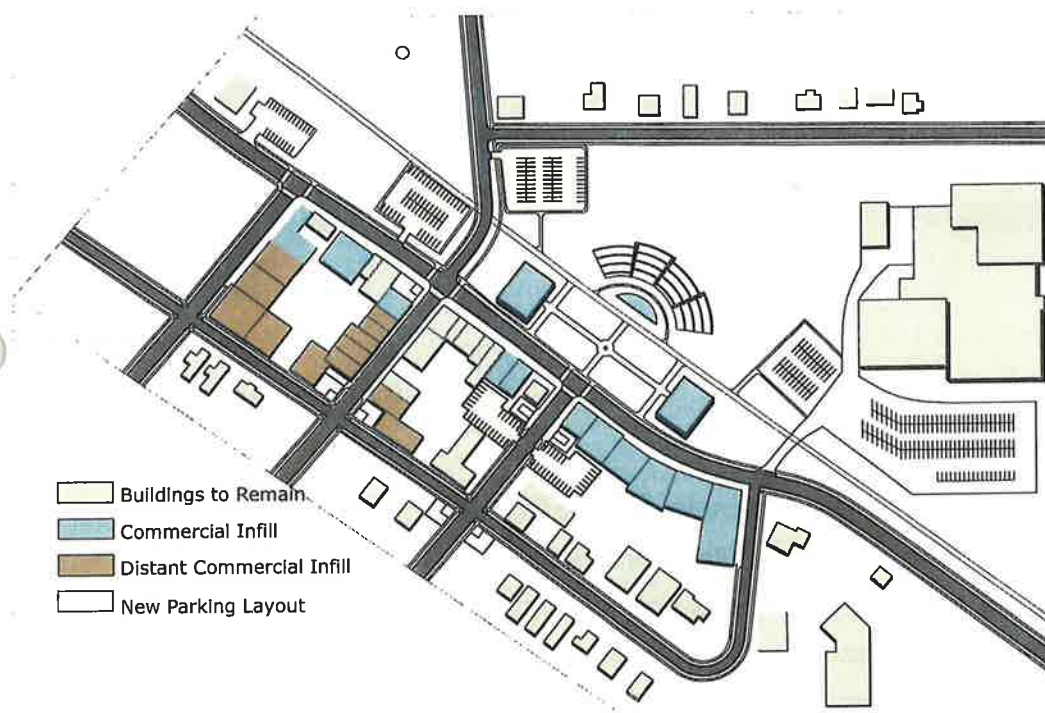 Buildings to Remain
Commercial Infill
Distant Commercial Infill
New Parking Layout